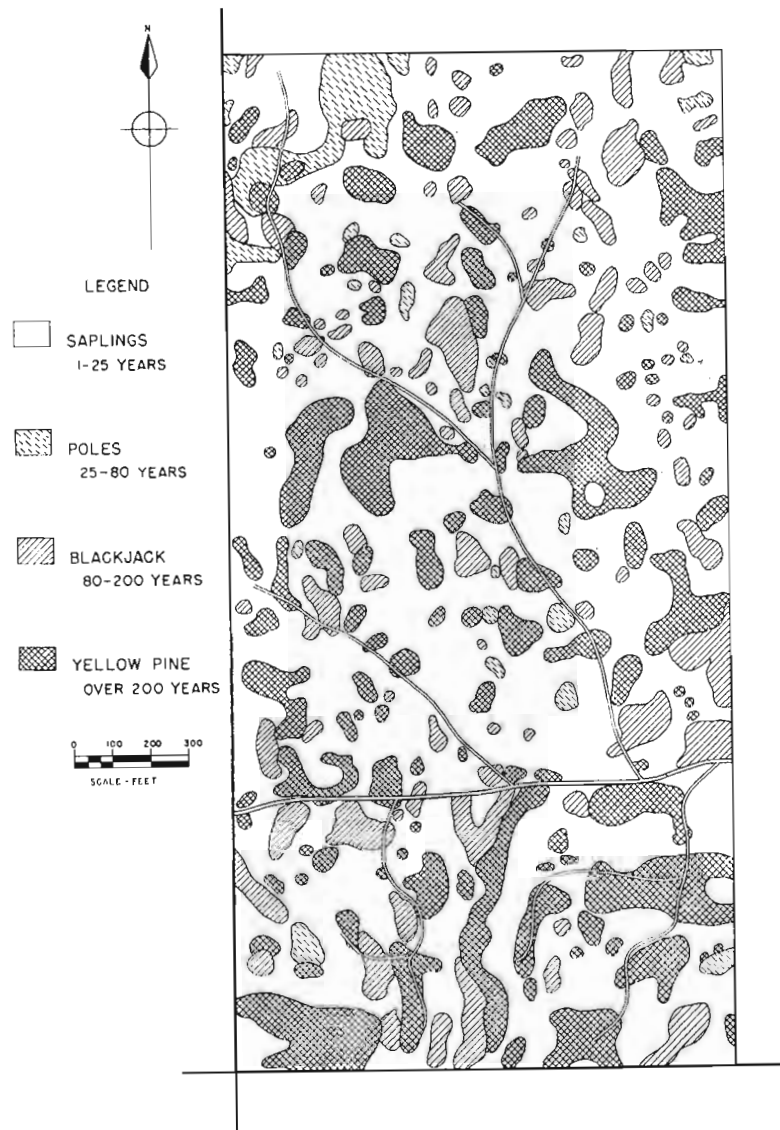 N
LEGEND
SAPLINGS
1-25 YEARS
POLES
25-80 YEARS
BLACKJACK
80-200 YEARS
YELLOW PINE
OVER 200 YEARS
0 100 200 300
SCALE - FEET